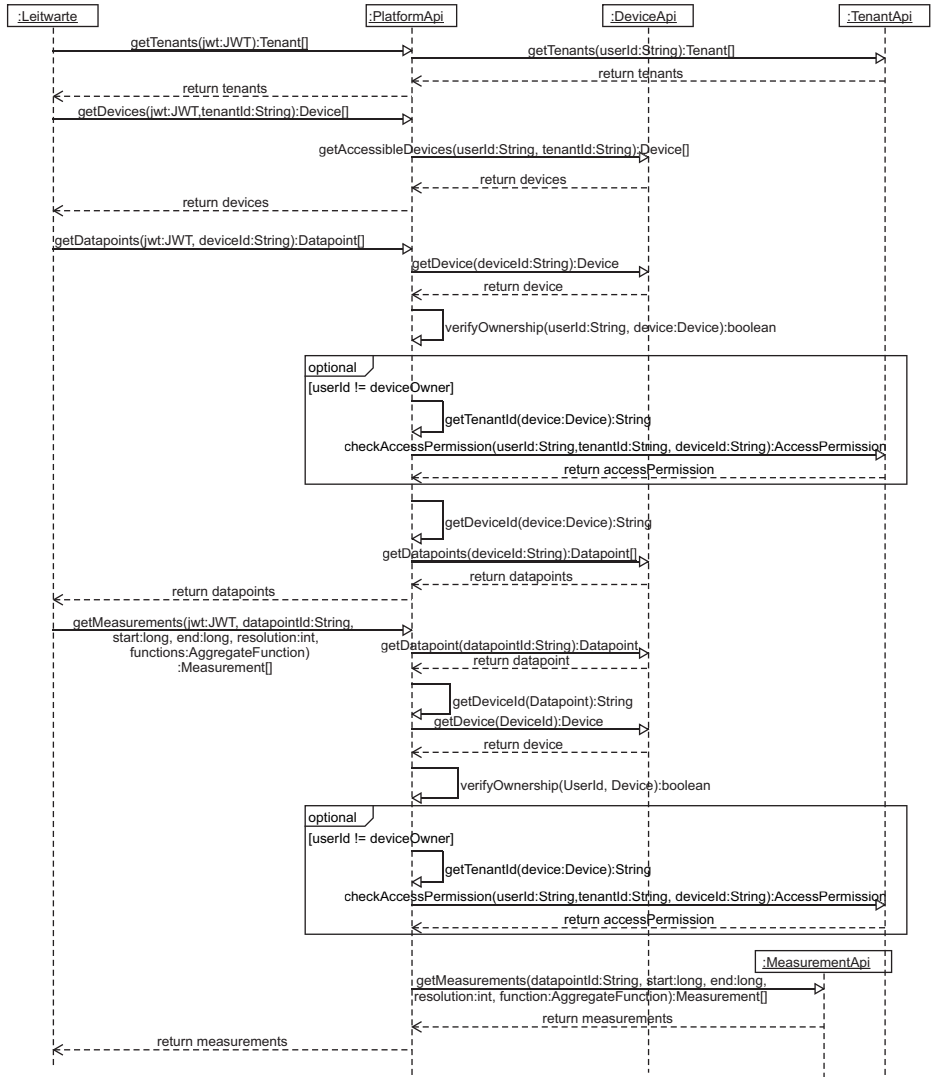 :Leitwarte
:PlatformApi
:DeviceApi
:TenantApi
getTenants(jwt:JWT):Tenant[]
getTenants(userId:String):Tenant[]
return tenants
return tenants
getDevices(jwt:JWT,tenantId:String):Device[]
getAccessibleDevices(userId:String, tenantId:String):Device[]
return devices
return devices
getDatapoints(jwt:JWT, deviceId:String):Datapoint[]
getDevice(deviceId:String):Device
return device
verifyOwnership(userId:String, device:Device):boolean
optional
[userId != deviceOwner]
getTenantId(device:Device):String
checkAccessPermission(userId:String,tenantId:String, deviceId:String):AccessPermission
return accessPermission
getDeviceId(device:Device):String
getDatapoints(deviceId:String):Datapoint[]
return datapoints
return datapoints
getMeasurements(jwt:JWT, datapointId:String,
start:long, end:long, resolution:int,
functions:AggregateFunction)
:Measurement[]
getDatapoint(datapointId:String):Datapoint
return datapoint
getDeviceId(Datapoint):String
getDevice(DeviceId):Device
return device
verifyOwnership(UserId, Device):boolean
optional
[userId != deviceOwner]
getTenantId(device:Device):String
checkAccessPermission(userId:String,tenantId:String, deviceId:String):AccessPermission
return accessPermission
:MeasurementApi
getMeasurements(datapointId:String, start:long, end:long,
resolution:int, function:AggregateFunction):Measurement[]
return measurements
return measurements